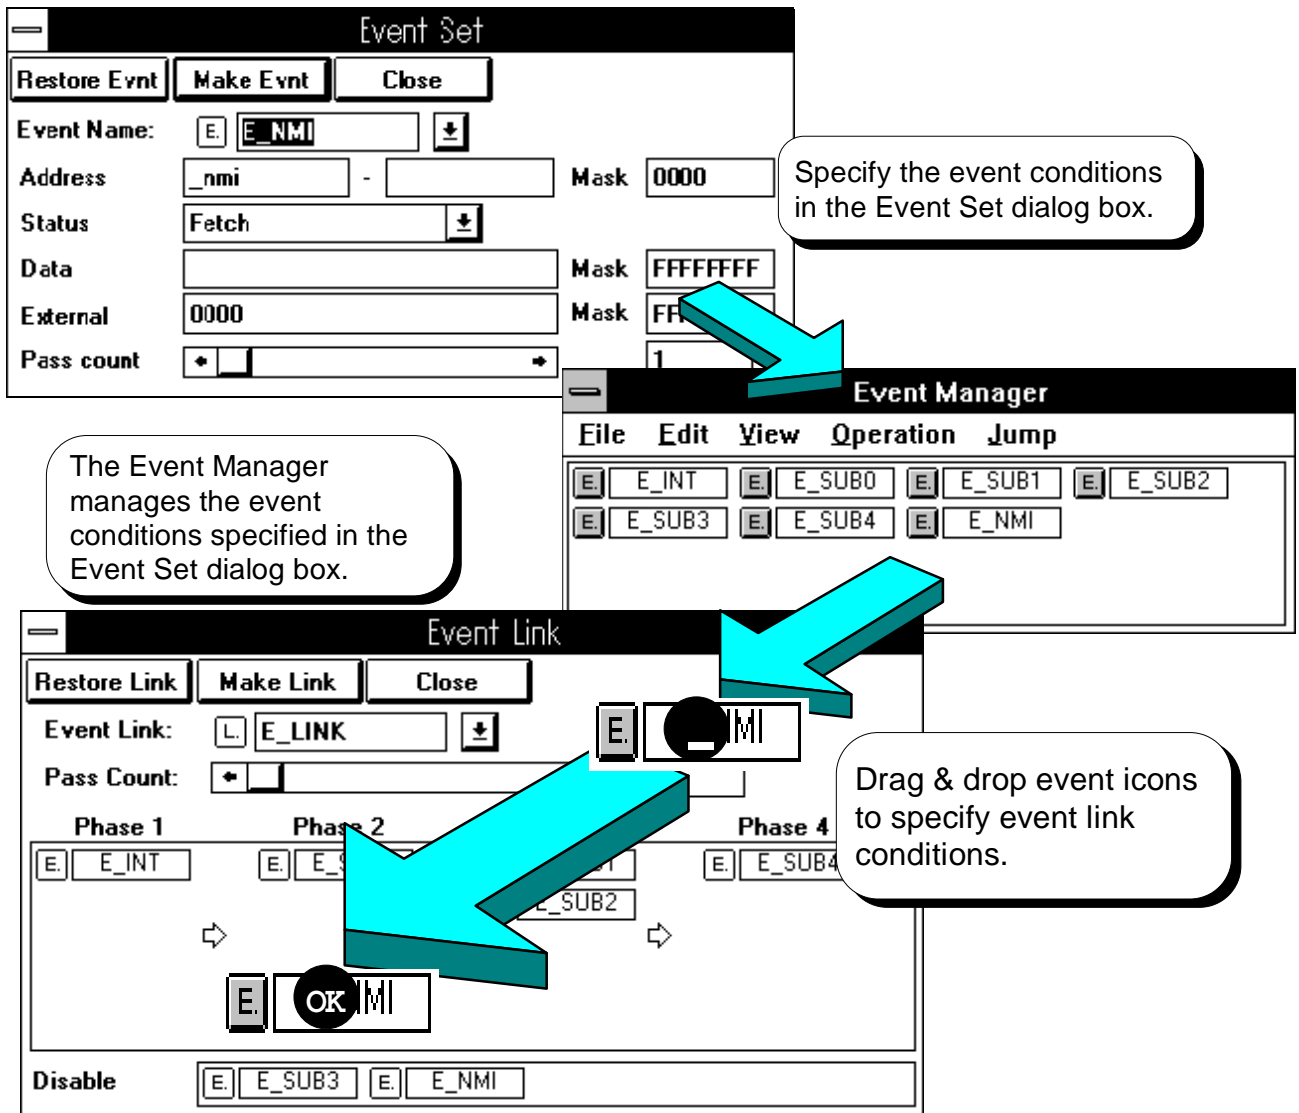 Event Set
Restore Evnt Make Evnt Close
Event Name: E. E_NMI
Address _nmi - Mask 0000
Status Fetch
Data Mask FFFFFFFF
External 0000 Mask
Pass count 1
Specify the event conditions
in the Event Set dialog box.
Event Manager
File Edit View Operation Jump
E. E_INT E. E_SUB0 E. E_SUB1 E. E_SUB2
E. E_SUB3 E. E_SUB4 E. E_NMI
The Event Manager
manages the event
conditions specified in the
Event Set dialog box.
Event Link
Restore Link Make Link Close
Event Link: L. E_LINK
E. MI
Pass Count:
Drag & drop event icons
to specify event link
conditions.
Phase 1 Phase 2 Phase 4
E. E_INT E. E. E_SUB4
E_SUB2
E. OK MI
Disable E. E_SUB3 E. E_NMI